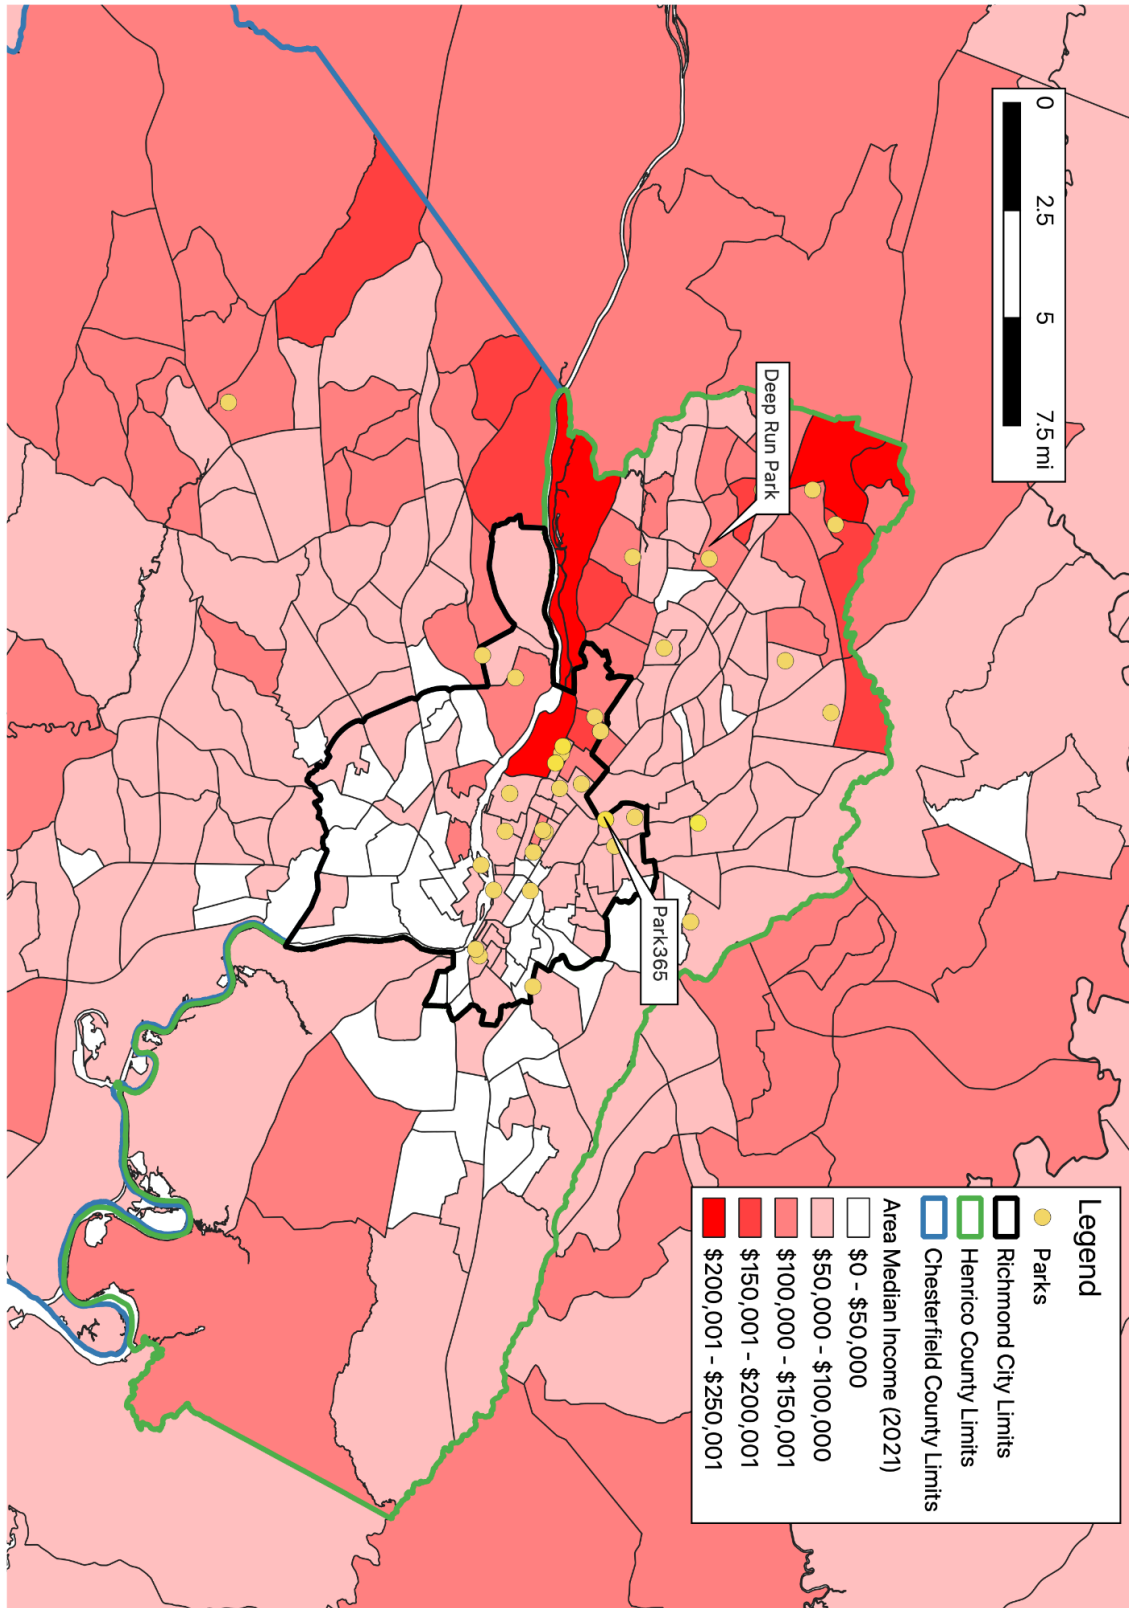 0 2.5 5 7.5 mi
Deep Run Park
Park365
Legend
Parks
Richmond City Limits
Henrico County Limits
Chesterfield County Limits
Area Median Income (2021)
$0 - $50,000
$50,000 - $100,000
$100,000 - $150,001
$150,001 - $200,001
$200,001 - $250,001